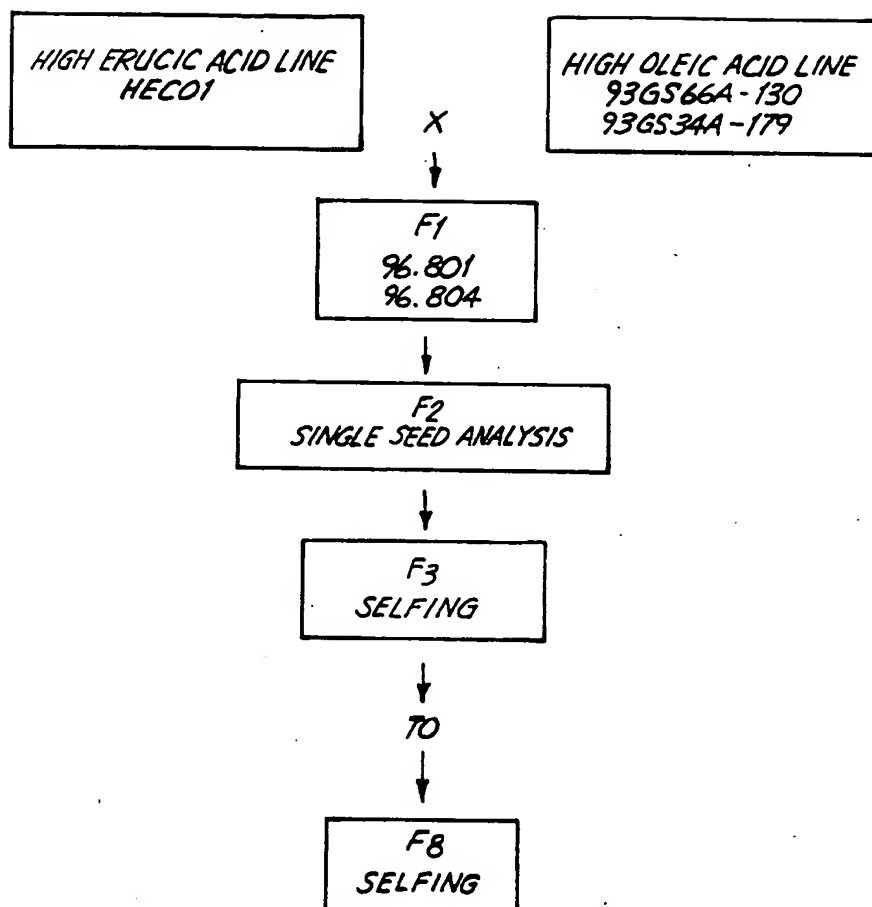 HIGH ERUCIC ACID LINE
HECO1
HIGH OLEIC ACID LINE
93GS66A-130
93GS34A-179
X
F1
96.801
96.804
F2
SINGLE SEED ANALYSIS
F3
SELFING
TO
F8
SELFING